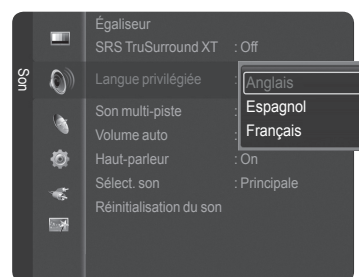 Son
Égaliseur
SRS TruSurround XT : Off
Langue privilégiée :
Anglais
Espagnol
Français
Son multi-piste :
Volume auto :
Haut-parleur : On
Sélect. son : Principale
Réinitialisation du son